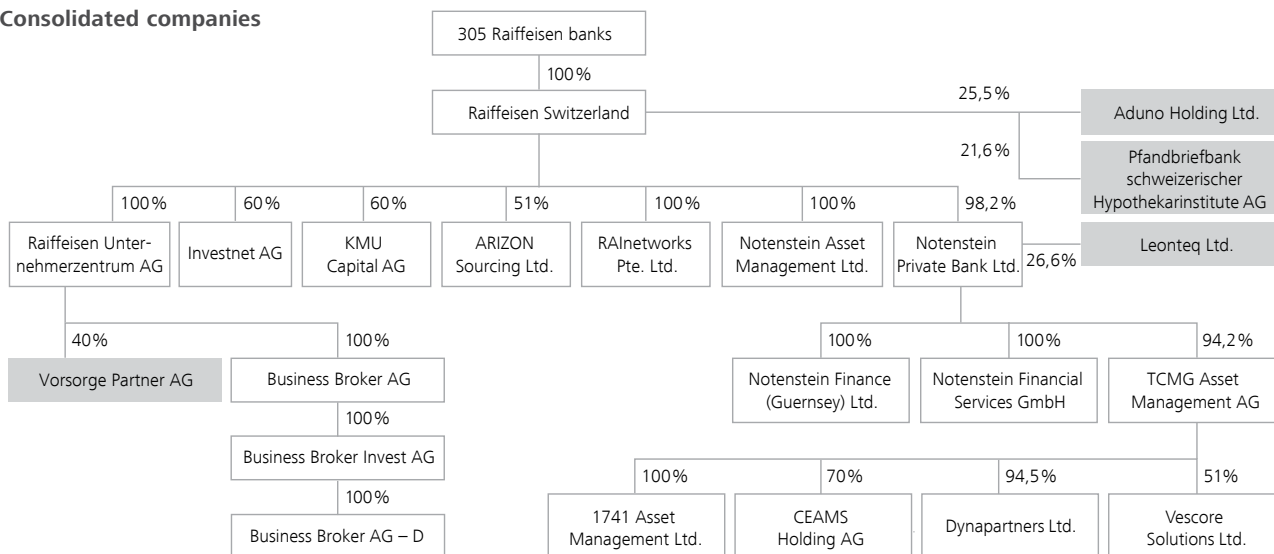 Consolidated companies
305 Raiffeisen banks
100%
Raiffeisen Switzerland
25,5%
Aduno Holding Ltd.
21,6%
Pfandbriefbank
schweizerischer
Hypothekarinstitute AG
100%
60%
60%
51%
100%
100%
98,2%
Raiffeisen Unter-
nehmerzentrum AG
Investnet AG
KMU
Capital AG
ARIZON
Sourcing Ltd.
RAInetworks
Pte. Ltd.
Notenstein Asset
Management Ltd.
Notenstein
Private Bank Ltd.
26,6%
Leonteq Ltd.
40%
100%
100%
100%
94,2%
Vorsorge Partner AG
Business Broker AG
Notenstein Finance
(Guernsey) Ltd.
Notenstein Financial
Services GmbH
TCMG Asset
Management AG
100%
Business Broker Invest AG
100%
Business Broker AG – D
100%
70%
94,5%
51%
1741 Asset
Management Ltd.
CEAMS
Holding AG
Dynapartners Ltd.
Vescore
Solutions Ltd.